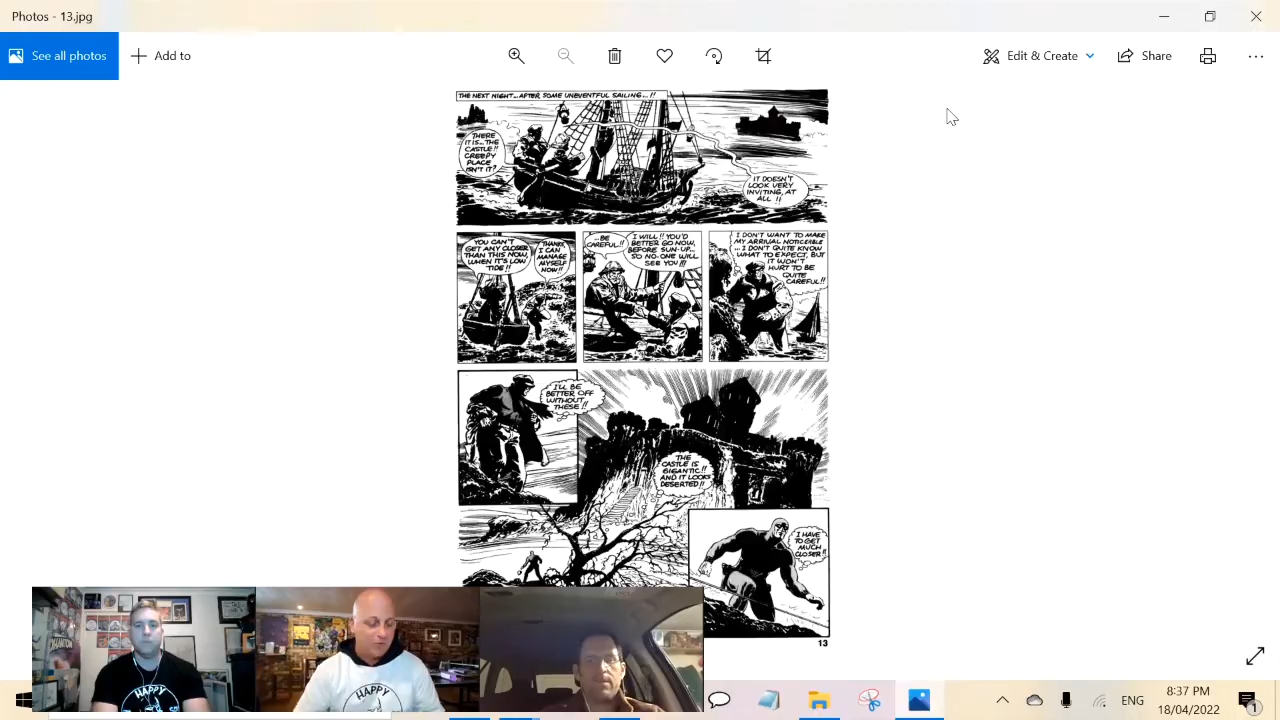 Photos - 13.jpg
See all photos
Add to
Edit & Create
Share
THE NEXT NIGHT...AFTER SOME UNEVENTFUL SAILING...!!
THERE
IT IS...THE
CASTLE!!
CREEPY
PLACE
ISN'T IT?
IT DOESN'T
LOOK VERY
INVITING, AT
ALL !!
YOU CAN'T
GET ANY CLOSER
THAN THIS NOW,
WHEN IT'S LOW
TIDE!!
THANKS,
I CAN
MANAGE
MYSELF
NOW!!
...BE
CAREFUL!!
I WILL!! YOU'D
BETTER GO NOW,
BEFORE SUN-UP...
SO NO-ONE WILL
SEE YOU!!!
I DON'T WANT TO MAKE
MY ARRIVAL NOTICEABLE
...I DON'T QUITE KNOW
WHAT TO EXPECT, BUT
IT WON'T
HURT TO BE
QUITE
CAREFUL!!
I'LL BE
BETTER OFF
WITHOUT
THESE!!
THE
CASTLE IS
GIGANTIC!!
AND IT LOOKS
DESERTED!!
I HAVE
TO GET
MUCH
CLOSER!!
13
PHANTOM
HAPPY
HAPPY
ENG
8:37 PM
18/04/2022
1